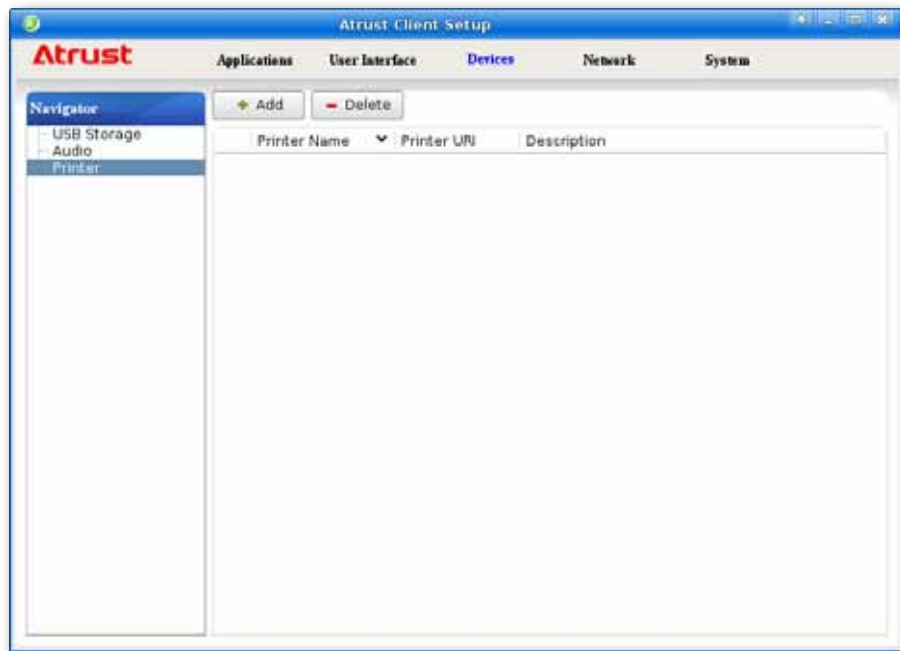 Atrust Client Setup
Atrust
Applications User Interface Devices Network System
Navigator
USB Storage
Audio
Printer
Add Delete
Printer Name Printer URI Description